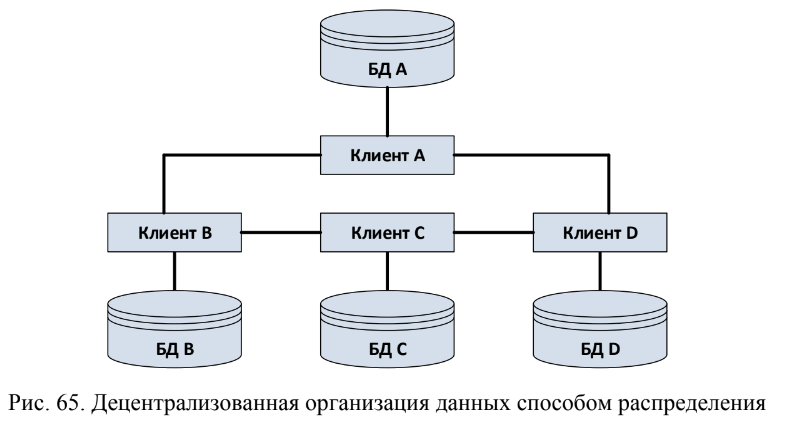 БД A
Клиент A
Клиент B
Клиент C
Клиент D
БД B
БД C
БД D
Рис. 65. Децентрализованная организация данных способом распределения